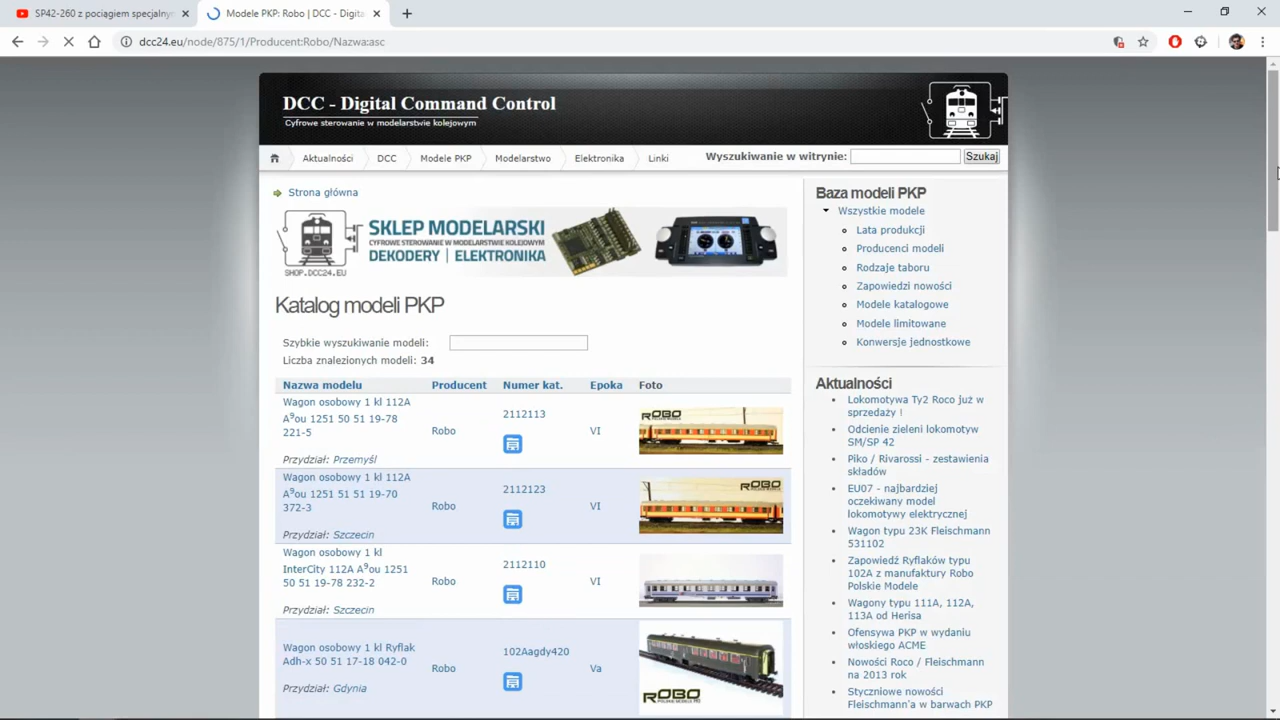 SP42-260 z pociągiem specjalny
Modele PKP: Robo | DCC - Digita
dcc24.eu/node/875/1/Producent:Robo/Nazwa:asc
DCC - Digital Command Control
Cyfrowe sterowanie w modelarstwie kolejowym
Aktualności DCC Modele PKP Modelarstwo Elektronika Linki
Wyszukiwanie w witrynie: Szukaj
Strona główna
SKLEP MODELARSKI
CYFROWE STEROWANIE W MODELARSTWIE KOLEJOWYM
DEKODERY | ELEKTRONIKA
SHOP.DCC24.EU
Katalog modeli PKP
Szybkie wyszukiwanie modeli:
Liczba znalezionych modeli: 34
Nazwa modelu Producent Numer kat. Epoka Foto
Wagon osobowy 1 kl 112A
A⁹ou 1251 50 51 19-78
221-5
Przydział: Przemyśl
Robo
2112113
VI
ROBO
Wagon osobowy 1 kl 112A
A⁹ou 1251 51 51 19-70
372-3
Przydział: Szczecin
Robo
2112123
VI
ROBO
Wagon osobowy 1 kl
InterCity 112A A⁹ou 1251
50 51 19-78 232-2
Przydział: Szczecin
Robo
2112110
VI
Wagon osobowy 1 kl Ryflak
Adh-x 50 51 17-18 042-0
Przydział: Gdynia
Robo
102Aagdy420
Va
ROBO
Baza modeli PKP
Wszystkie modele
Lata produkcji
Producenci modeli
Rodzaje taboru
Zapowiedzi nowości
Modele katalogowe
Modele limitowane
Konwersje jednostkowe
Aktualności
Lokomotywa Ty2 Roco już w
sprzedaży !
Odcienie zieleni lokomotyw
SM/SP 42
Piko / Rivarossi - zestawienia
składów
EU07 - najbardziej
oczekiwany model
lokomotywy elektrycznej
Wagon typu 23K Fleischmann
531102
Zapowiedź Ryflaków typu
102A z manufaktury Robo
Polskie Modele
Wagony typu 111A, 112A,
113A od Herisa
Ofensywa PKP w wydaniu
włoskiego ACME
Nowości Roco / Fleischmann
na 2013 rok
Styczniowe nowości
Fleischmann'a w barwach PKP